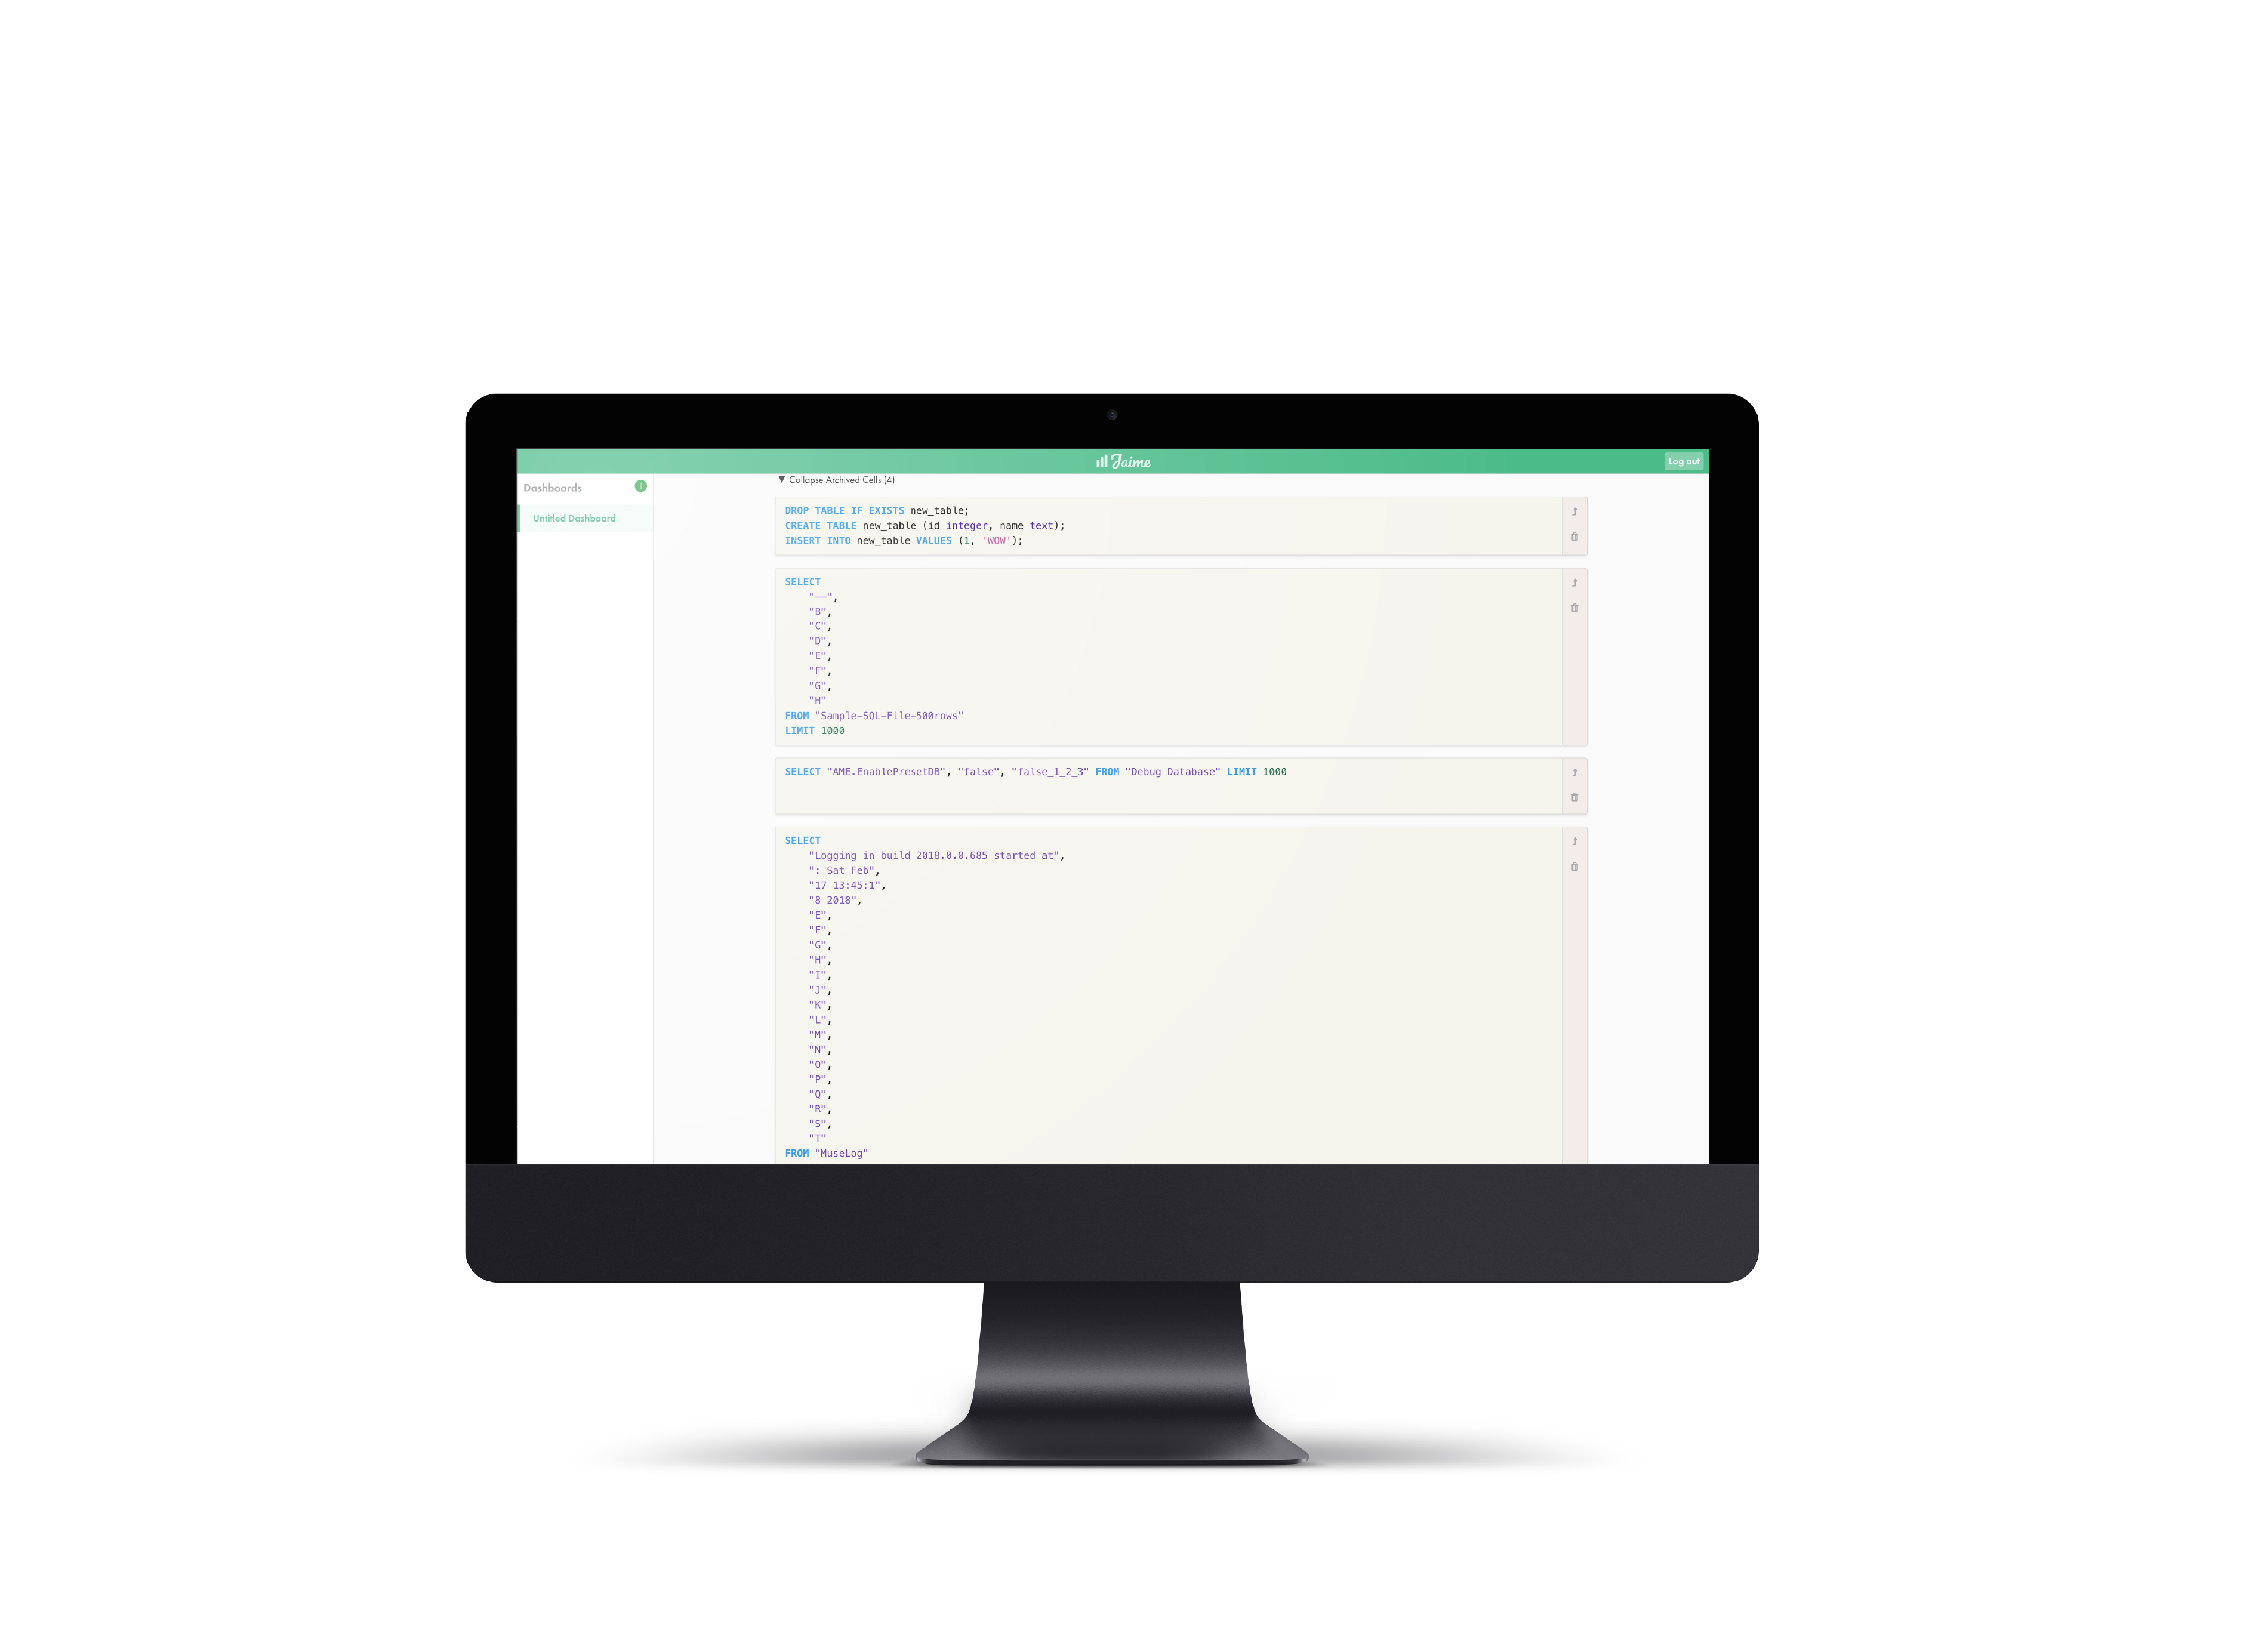 Jaime
Log out
Dashboards
Untitled Dashboard
▼ Collapse Archived Cells (4)
DROP TABLE IF EXISTS new_table;
CREATE TABLE new_table (id integer, name text);
INSERT INTO new_table VALUES (1, 'WOW');
SELECT
"––",
"B",
"C",
"D",
"E",
"F",
"G",
"H"
FROM "Sample-SQL-File-500rows"
LIMIT 1000
SELECT "AME.EnablePresetDB", "false", "false_1_2_3" FROM "Debug Database" LIMIT 1000
SELECT
"Logging in build 2018.0.0.685 started at",
": Sat Feb",
"17 13:45:1",
"8 2018",
"E",
"F",
"G",
"H",
"I",
"J",
"K",
"L",
"M",
"N",
"O",
"P",
"Q",
"R",
"S",
"T"
FROM "MuseLog"